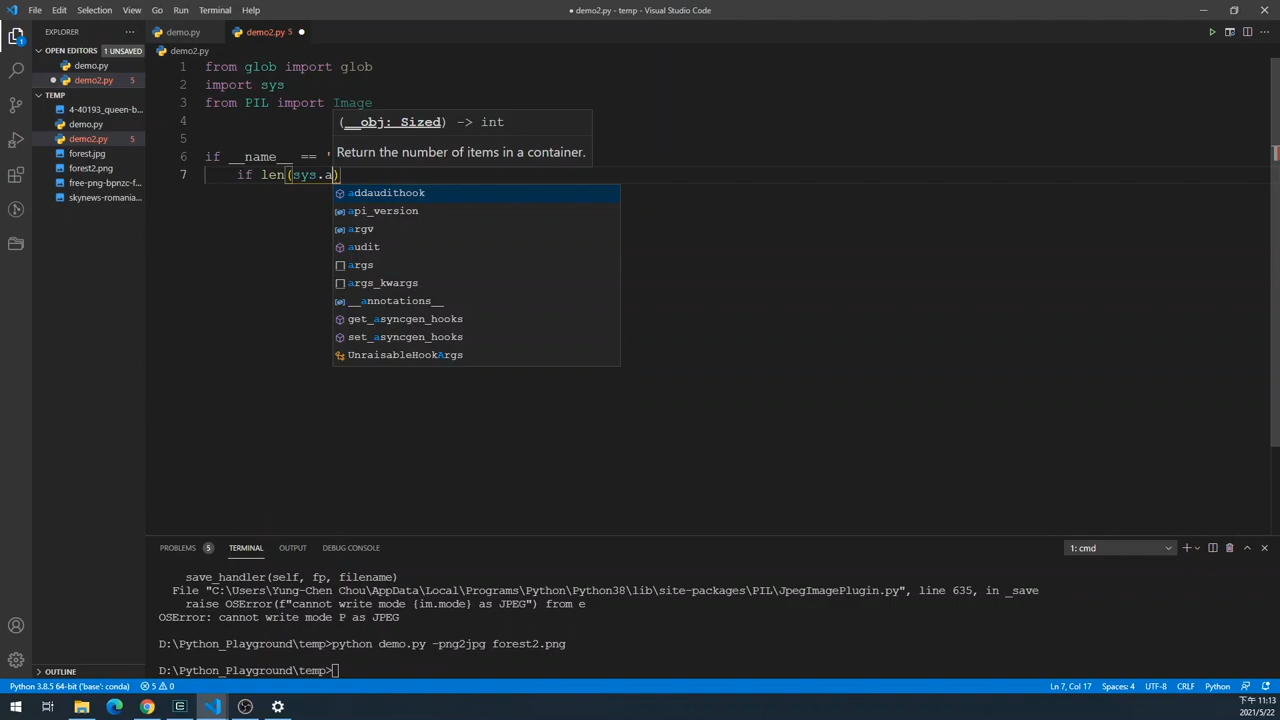 File Edit Selection View Go Run Terminal Help
● demo2.py - temp - Visual Studio Code
EXPLORER
demo.py
demo2.py 5
OPEN EDITORS 1 UNSAVED
demo.py
demo2.py 5
TEMP
4-40193_queen-b...
demo.py
demo2.py 5
forest.jpg
forest2.png
free-png-bpnzc-f...
skynews-romania...
OUTLINE
1
demo2.py
1 from glob import glob
2 import sys
3 from PIL import Image
4
5
6 if __name__ == '
7 if len(sys.a)
(__obj: Sized) -> int
Return the number of items in a container.
addaudithook
api_version
argv
audit
args
args_kwargs
__annotations__
get_asyncgen_hooks
set_asyncgen_hooks
UnraisableHookArgs
PROBLEMS 5 TERMINAL OUTPUT DEBUG CONSOLE
1: cmd
save_handler(self, fp, filename)
File "C:\Users\Yung-Chen Chou\AppData\Local\Programs\Python\Python38\lib\site-packages\PIL\JpegImagePlugin.py", line 635, in _save
raise OSError(f"cannot write mode {im.mode} as JPEG") from e
OSError: cannot write mode P as JPEG
D:\Python_Playground\temp>python demo.py -png2jpg forest2.png
D:\Python_Playground\temp>
Python 3.8.5 64-bit ('base': conda) 5 0
Ln 7, Col 17 Spaces: 4 UTF-8 CRLF Python
下午 11:13
2021/5/22